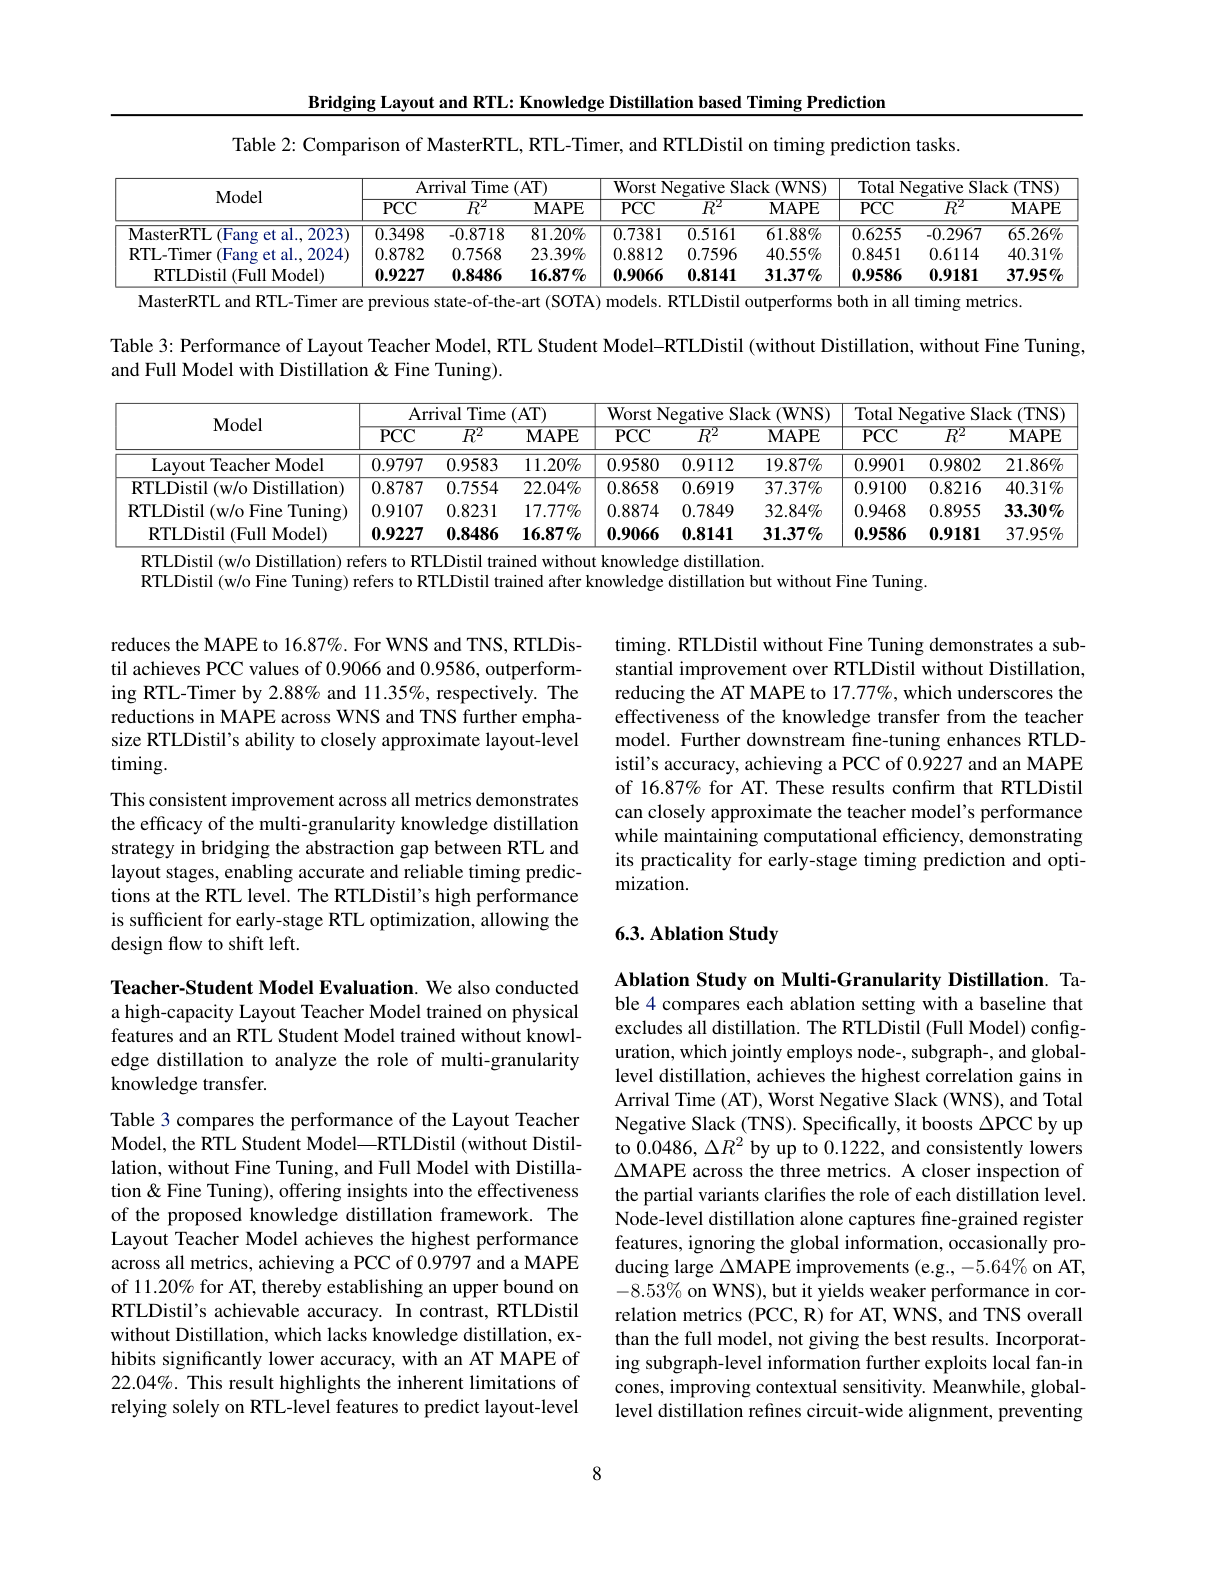 Bridging Layout and RTL: Knowledge Distillation based Timing Prediction
Table 2: Comparison of MasterRTL, RTL-Timer, and RTLDistil on timing prediction tasks.
Model Arrival Time (AT) Worst Negative Slack (WNS) Total Negative Slack (TNS)
PCC R² MAPE PCC R² MAPE PCC R² MAPE
MasterRTL (Fang et al., 2023) 0.3498 -0.8718 81.20% 0.7381 0.5161 61.88% 0.6255 -0.2967 65.26%
RTL-Timer (Fang et al., 2024) 0.8782 0.7568 23.39% 0.8812 0.7596 40.55% 0.8451 0.6114 40.31%
RTLDistil (Full Model) 0.9227 0.8486 16.87% 0.9066 0.8141 31.37% 0.9586 0.9181 37.95%
MasterRTL and RTL-Timer are previous state-of-the-art (SOTA) models. RTLDistil outperforms both in all timing metrics.
Table 3: Performance of Layout Teacher Model, RTL Student Model–RTLDistil (without Distillation, without Fine Tuning,
and Full Model with Distillation & Fine Tuning).
Model Arrival Time (AT) Worst Negative Slack (WNS) Total Negative Slack (TNS)
PCC R² MAPE PCC R² MAPE PCC R² MAPE
Layout Teacher Model 0.9797 0.9583 11.20% 0.9580 0.9112 19.87% 0.9901 0.9802 21.86%
RTLDistil (w/o Distillation) 0.8787 0.7554 22.04% 0.8658 0.6919 37.37% 0.9100 0.8216 40.31%
RTLDistil (w/o Fine Tuning) 0.9107 0.8231 17.77% 0.8874 0.7849 32.84% 0.9468 0.8955 33.30%
RTLDistil (Full Model) 0.9227 0.8486 16.87% 0.9066 0.8141 31.37% 0.9586 0.9181 37.95%
RTLDistil (w/o Distillation) refers to RTLDistil trained without knowledge distillation.
RTLDistil (w/o Fine Tuning) refers to RTLDistil trained after knowledge distillation but without Fine Tuning.
reduces the MAPE to 16.87%. For WNS and TNS, RTLDis-
til achieves PCC values of 0.9066 and 0.9586, outperform-
ing RTL-Timer by 2.88% and 11.35%, respectively. The
reductions in MAPE across WNS and TNS further empha-
size RTLDistil's ability to closely approximate layout-level
timing.
This consistent improvement across all metrics demonstrates
the efficacy of the multi-granularity knowledge distillation
strategy in bridging the abstraction gap between RTL and
layout stages, enabling accurate and reliable timing predic-
tions at the RTL level. The RTLDistil's high performance
is sufficient for early-stage RTL optimization, allowing the
design flow to shift left.
Teacher-Student Model Evaluation. We also conducted
a high-capacity Layout Teacher Model trained on physical
features and an RTL Student Model trained without knowl-
edge distillation to analyze the role of multi-granularity
knowledge transfer.
Table 3 compares the performance of the Layout Teacher
Model, the RTL Student Model—RTLDistil (without Distil-
lation, without Fine Tuning, and Full Model with Distilla-
tion & Fine Tuning), offering insights into the effectiveness
of the proposed knowledge distillation framework. The
Layout Teacher Model achieves the highest performance
across all metrics, achieving a PCC of 0.9797 and a MAPE
of 11.20% for AT, thereby establishing an upper bound on
RTLDistil's achievable accuracy. In contrast, RTLDistil
without Distillation, which lacks knowledge distillation, ex-
hibits significantly lower accuracy, with an AT MAPE of
22.04%. This result highlights the inherent limitations of
relying solely on RTL-level features to predict layout-level
timing. RTLDistil without Fine Tuning demonstrates a sub-
stantial improvement over RTLDistil without Distillation,
reducing the AT MAPE to 17.77%, which underscores the
effectiveness of the knowledge transfer from the teacher
model. Further downstream fine-tuning enhances RTLD-
istil's accuracy, achieving a PCC of 0.9227 and an MAPE
of 16.87% for AT. These results confirm that RTLDistil
can closely approximate the teacher model's performance
while maintaining computational efficiency, demonstrating
its practicality for early-stage timing prediction and opti-
mization.
6.3. Ablation Study
Ablation Study on Multi-Granularity Distillation. Ta-
ble 4 compares each ablation setting with a baseline that
excludes all distillation. The RTLDistil (Full Model) config-
uration, which jointly employs node-, subgraph-, and global-
level distillation, achieves the highest correlation gains in
Arrival Time (AT), Worst Negative Slack (WNS), and Total
Negative Slack (TNS). Specifically, it boosts ΔPCC by up
to 0.0486, ΔR² by up to 0.1222, and consistently lowers
ΔMAPE across the three metrics. A closer inspection of
the partial variants clarifies the role of each distillation level.
Node-level distillation alone captures fine-grained register
features, ignoring the global information, occasionally pro-
ducing large ΔMAPE improvements (e.g., −5.64% on AT,
−8.53% on WNS), but it yields weaker performance in cor-
relation metrics (PCC, R) for AT, WNS, and TNS overall
than the full model, not giving the best results. Incorporat-
ing subgraph-level information further exploits local fan-in
cones, improving contextual sensitivity. Meanwhile, global-
level distillation refines circuit-wide alignment, preventing
8